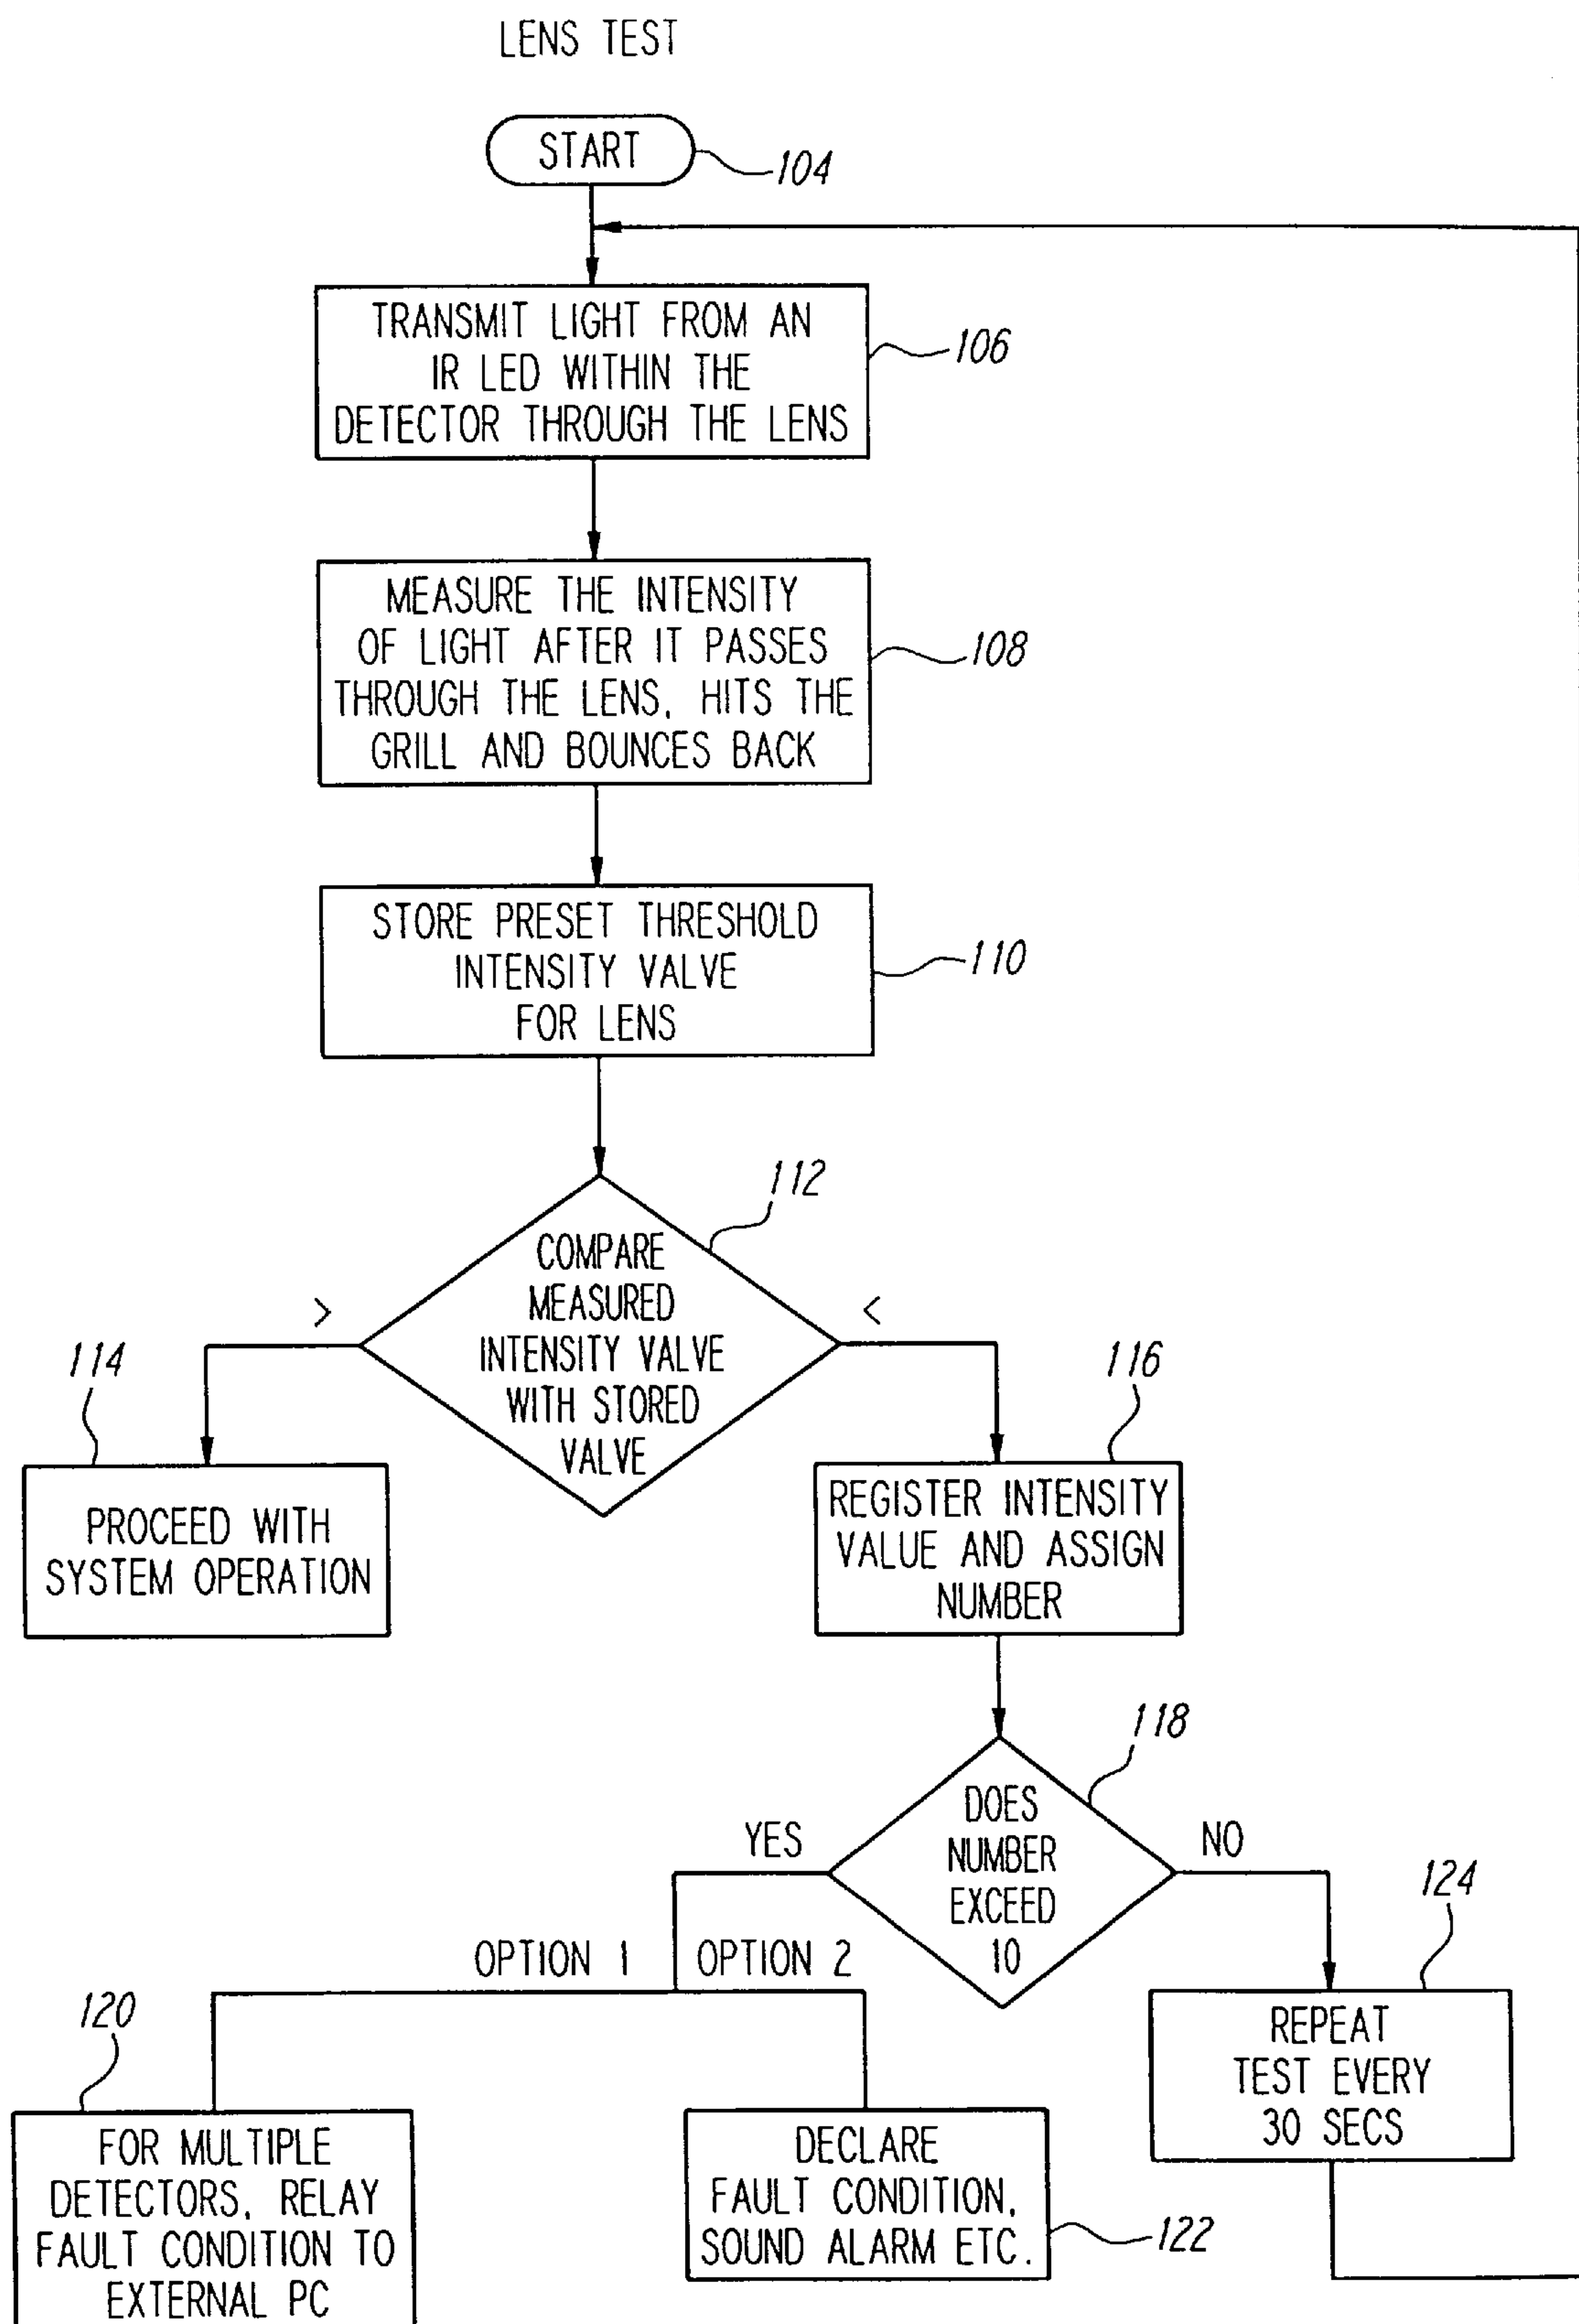 LENS TEST
START
104
TRANSMIT LIGHT FROM AN
IR LED WITHIN THE
DETECTOR THROUGH THE LENS
106
MEASURE THE INTENSITY
OF LIGHT AFTER IT PASSES
THROUGH THE LENS, HITS THE
GRILL AND BOUNCES BACK
108
STORE PRESET THRESHOLD
INTENSITY VALVE
FOR LENS
110
112
COMPARE
MEASURED
INTENSITY VALVE
WITH STORED
VALVE
>
<
114
PROCEED WITH
SYSTEM OPERATION
116
REGISTER INTENSITY
VALUE AND ASSIGN
NUMBER
118
DOES
NUMBER
EXCEED
10
YES
NO
OPTION 1
OPTION 2
120
FOR MULTIPLE
DETECTORS, RELAY
FAULT CONDITION TO
EXTERNAL PC
DECLARE
FAULT CONDITION,
SOUND ALARM ETC.
122
124
REPEAT
TEST EVERY
30 SECS